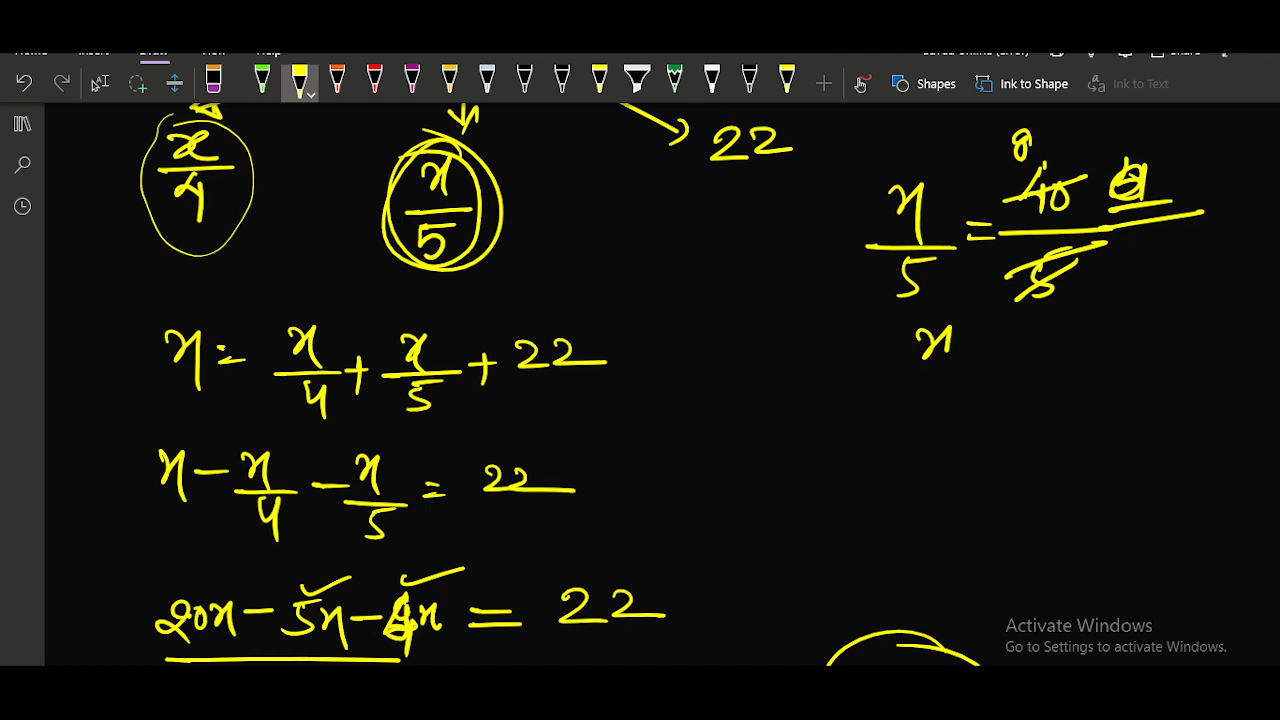 Shapes Ink to Shape Ink to Text
x/4
x/5
22
8
x/5 = 40/5
x
x = x/4 + x/5 + 22
x - x/4 - x/5 = 22
20x - 5x - 4x = 22
Activate Windows
Go to Settings to activate Windows.